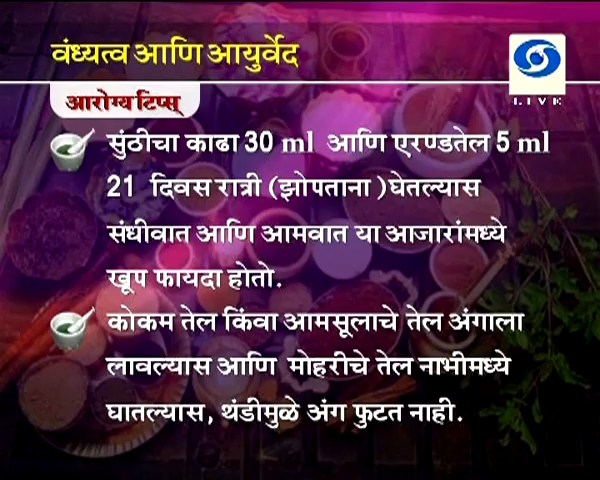 वंध्यत्व आणि आयुर्वेद
LIVE
आरोग्य टिप्स्
सुंठीचा काढा 30 ml आणि एरण्डतेल 5 ml
21 दिवस रात्री (झोपताना )घेतल्यास
संधीवात आणि आमवात या आजारांमध्ये
खूप फायदा होतो.
कोकम तेल किंवा आमसूलाचे तेल अंगाला
लावल्यास आणि मोहरीचे तेल नाभीमध्ये
घातल्यास, थंडीमुळे अंग फुटत नाही.